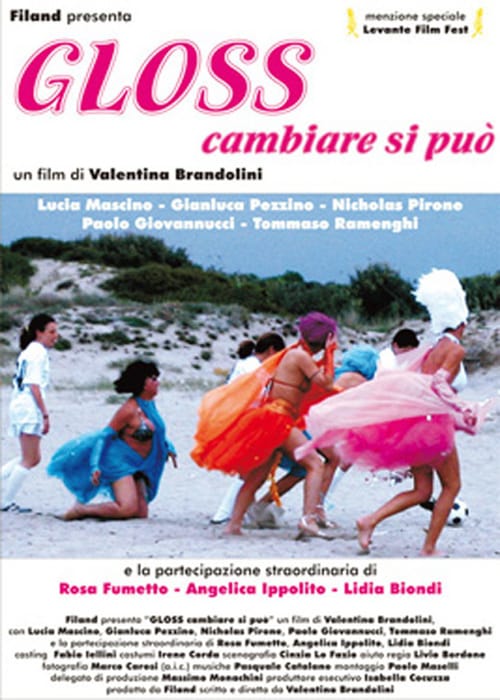 Filand presenta
menzione speciale
Levante Film Fest
GLOSS
cambiare si può
un film di Valentina Brandolini
Lucia Mascino - Gianluca Pezzino - Nicholas Pirono
Paolo Giovannucci - Tommaso Ramenghi
e la partecipazione straordinaria di
Rosa Fumetto - Angelica Ippolito - Lidia Biondi
Filand presenta "GLOSS cambiare si può" un film di Valentina Brandolini,
con Lucia Mascino, Gianluca Pezzino, Nicholas Pirone, Paolo Giovannucci, Tommaso Ramenghi
e la partecipazione straordinaria di Rosa Fumetto, Angelica Ippolito, Lidia Biondi
casting Fabio Iellini costumi Irene Corda scenografia Cinzia Lo Fazio aiuto regia Livio Bordone
fotografia Marco Carosi (a.i.c.) musiche Pasquale Catalano montaggio Paolo Maselli
delegato di produzione Massimo Monachini produttore esecutivo Isabella Cocuzza
prodotto da Filand scritto e diretto da Valentina Brandolini